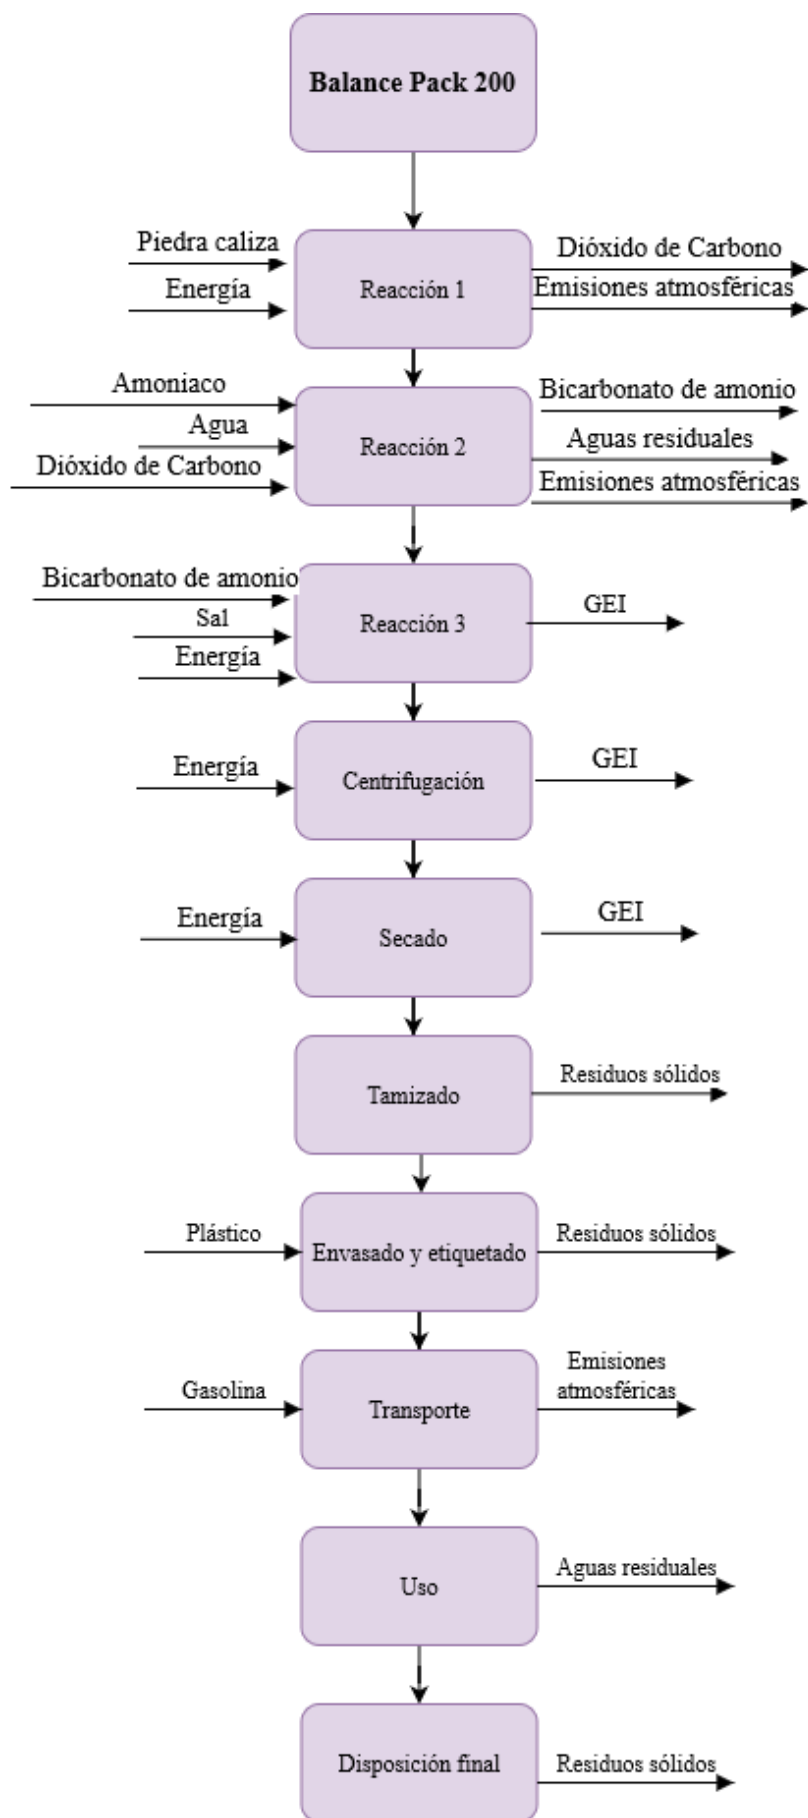 Balance Pack 200
Piedra caliza
Energía
Reacción 1
Dióxido de Carbono
Emisiones atmosféricas
Amoniaco
Agua
Dióxido de Carbono
Reacción 2
Bicarbonato de amonio
Aguas residuales
Emisiones atmosféricas
Bicarbonato de amonio
Sal
Energía
Reacción 3
GEI
Energía
Centrifugación
GEI
Energía
Secado
GEI
Tamizado
Residuos sólidos
Plástico
Envasado y etiquetado
Residuos sólidos
Gasolina
Transporte
Emisiones
atmosféricas
Uso
Aguas residuales
Disposición final
Residuos sólidos